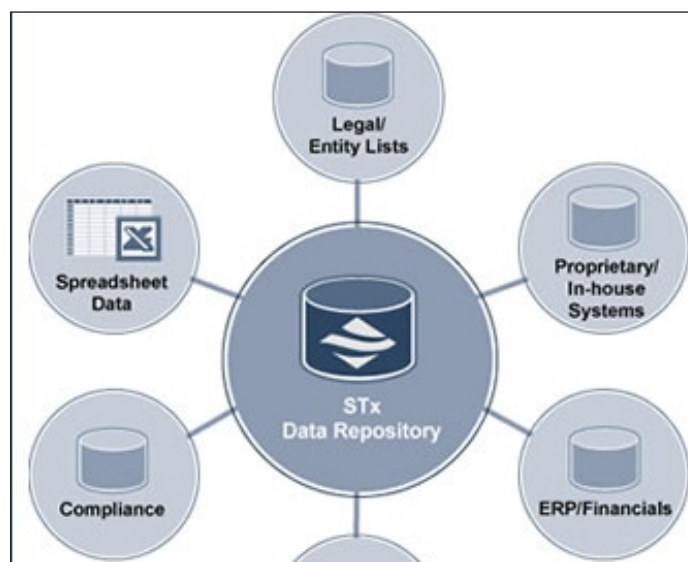 Legal/
Entity Lists
Spreadsheet
Data
Proprietary/
In-house
Systems
STx
Data Repository
Compliance
ERP/Financials